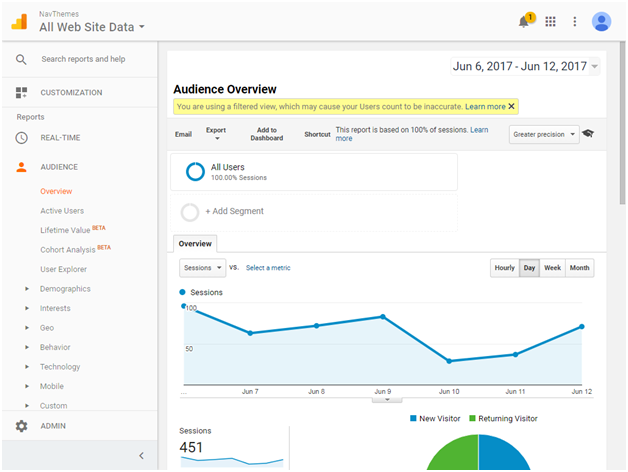 NavThemes
All Web Site Data
1
Search reports and help
CUSTOMIZATION
Reports
REAL-TIME
AUDIENCE
Overview
Active Users
Lifetime Value BETA
Cohort Analysis BETA
User Explorer
Demographics
Interests
Geo
Behavior
Technology
Mobile
Custom
ADMIN
Jun 6, 2017 - Jun 12, 2017
Audience Overview
You are using a filtered view, which may cause your Users count to be inaccurate. Learn more
Email
Export
Add to
Dashboard
Shortcut
This report is based on 100% of sessions. Learn
more
Greater precision
All Users
100.00% Sessions
+ Add Segment
Overview
Sessions
VS.
Select a metric
Hourly
Day
Week
Month
Sessions
100
50
...
Jun 7
Jun 8
Jun 9
Jun 10
Jun 11
Jun 12
New Visitor
Returning Visitor
Sessions
451